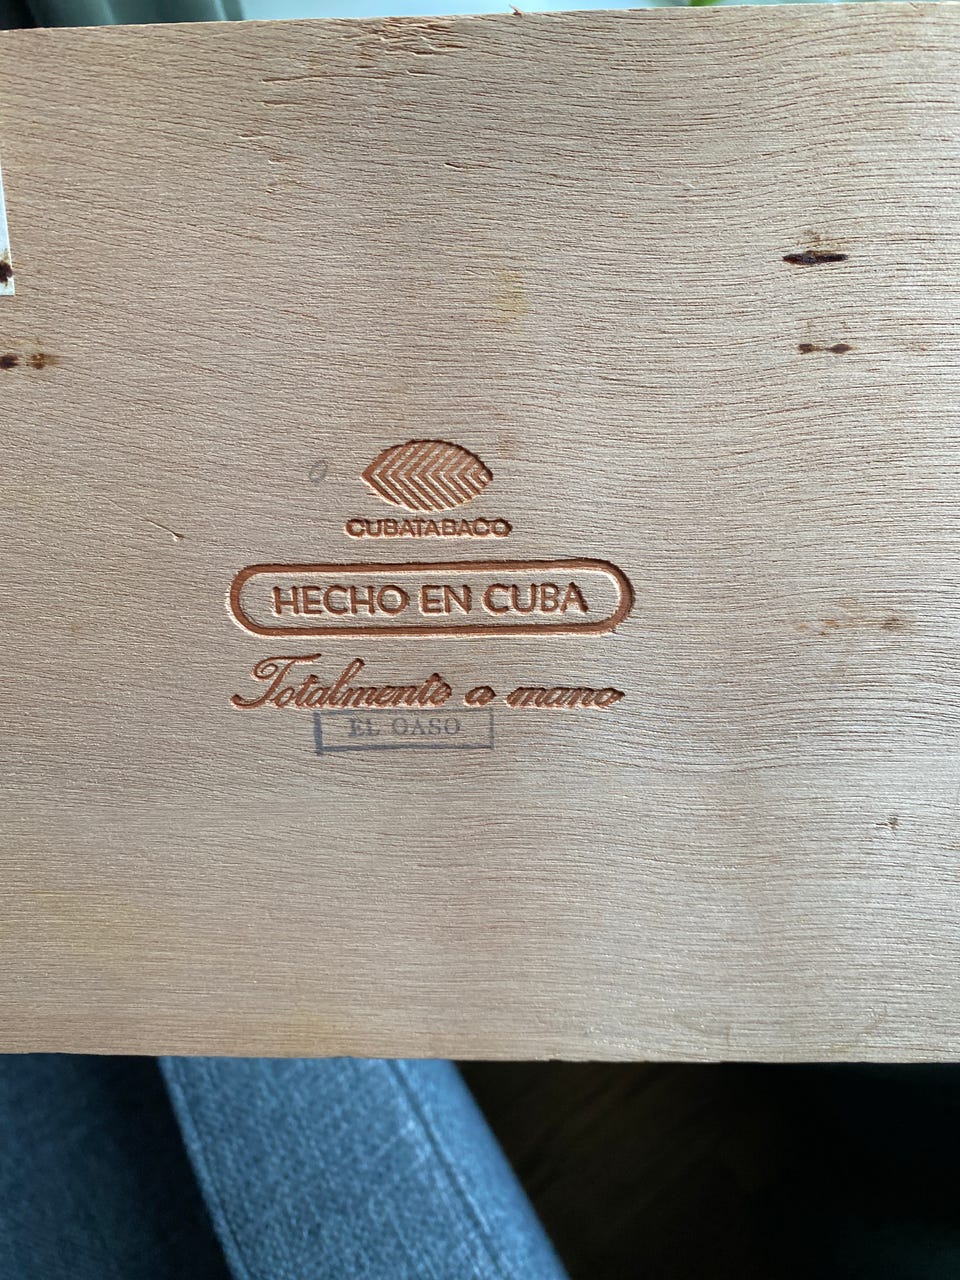 CUBATABACO
HECHO EN CUBA
Totalmente a mano
EL OASO